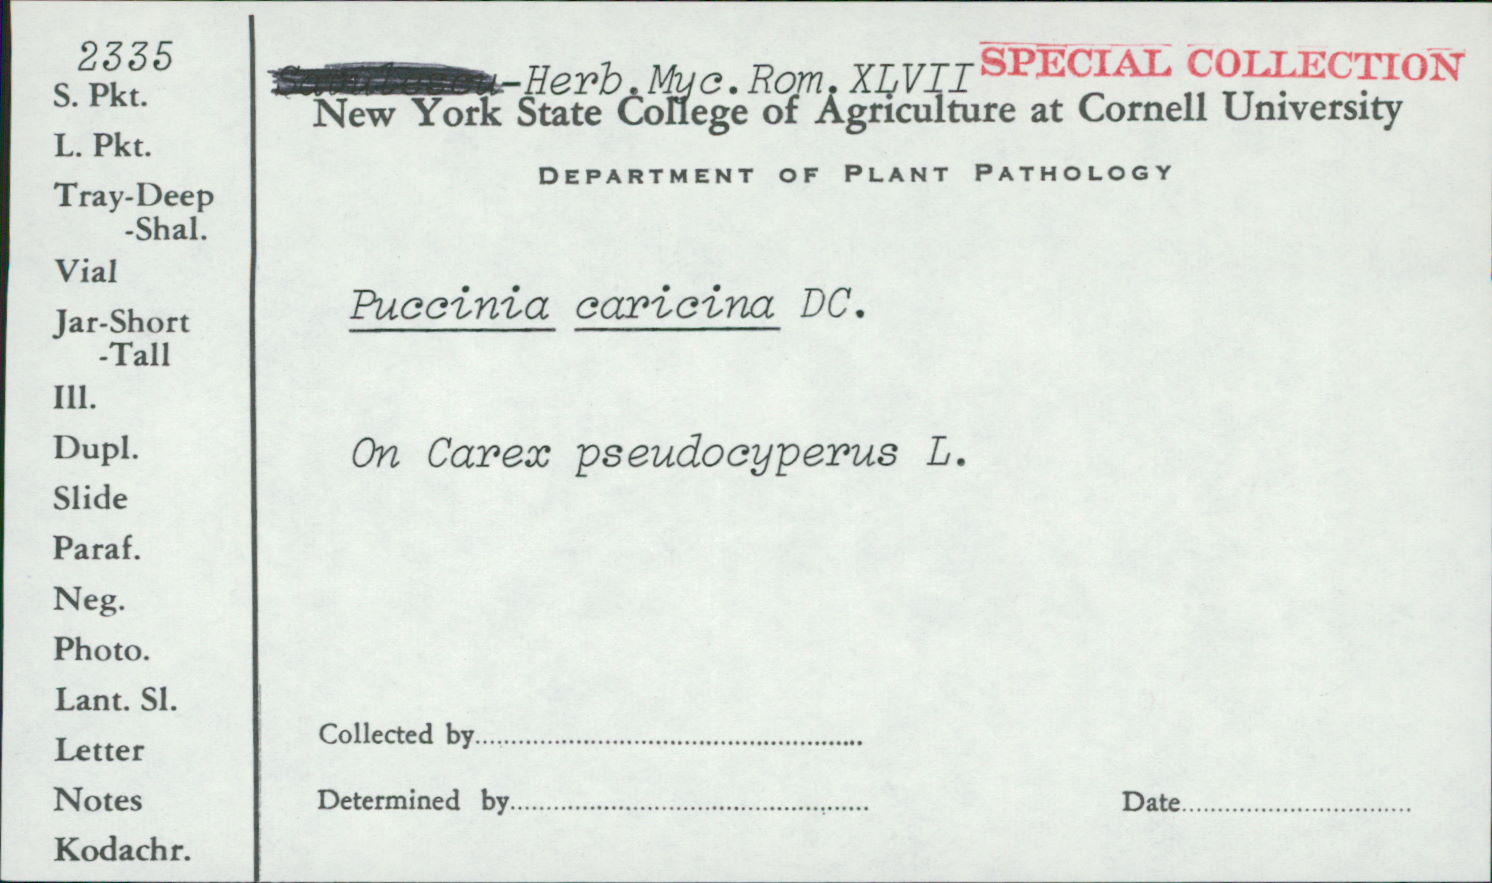 2335
S. Pkt.
L. Pkt.
Tray-Deep
-Shal.
Vial
Jar-Short
-Tall
Ill.
Dupl.
Slide
Paraf.
Neg.
Photo.
Lant. Sl.
Letter
Notes
Kodachr.
-Herb.Myc.Rom.XLVII
SPECIAL COLLECTION
New York State College of Agriculture at Cornell University
DEPARTMENT OF PLANT PATHOLOGY
Puccinia caricina DC.
On Carex pseudocyperus L.
Collected by
Determined by
Date